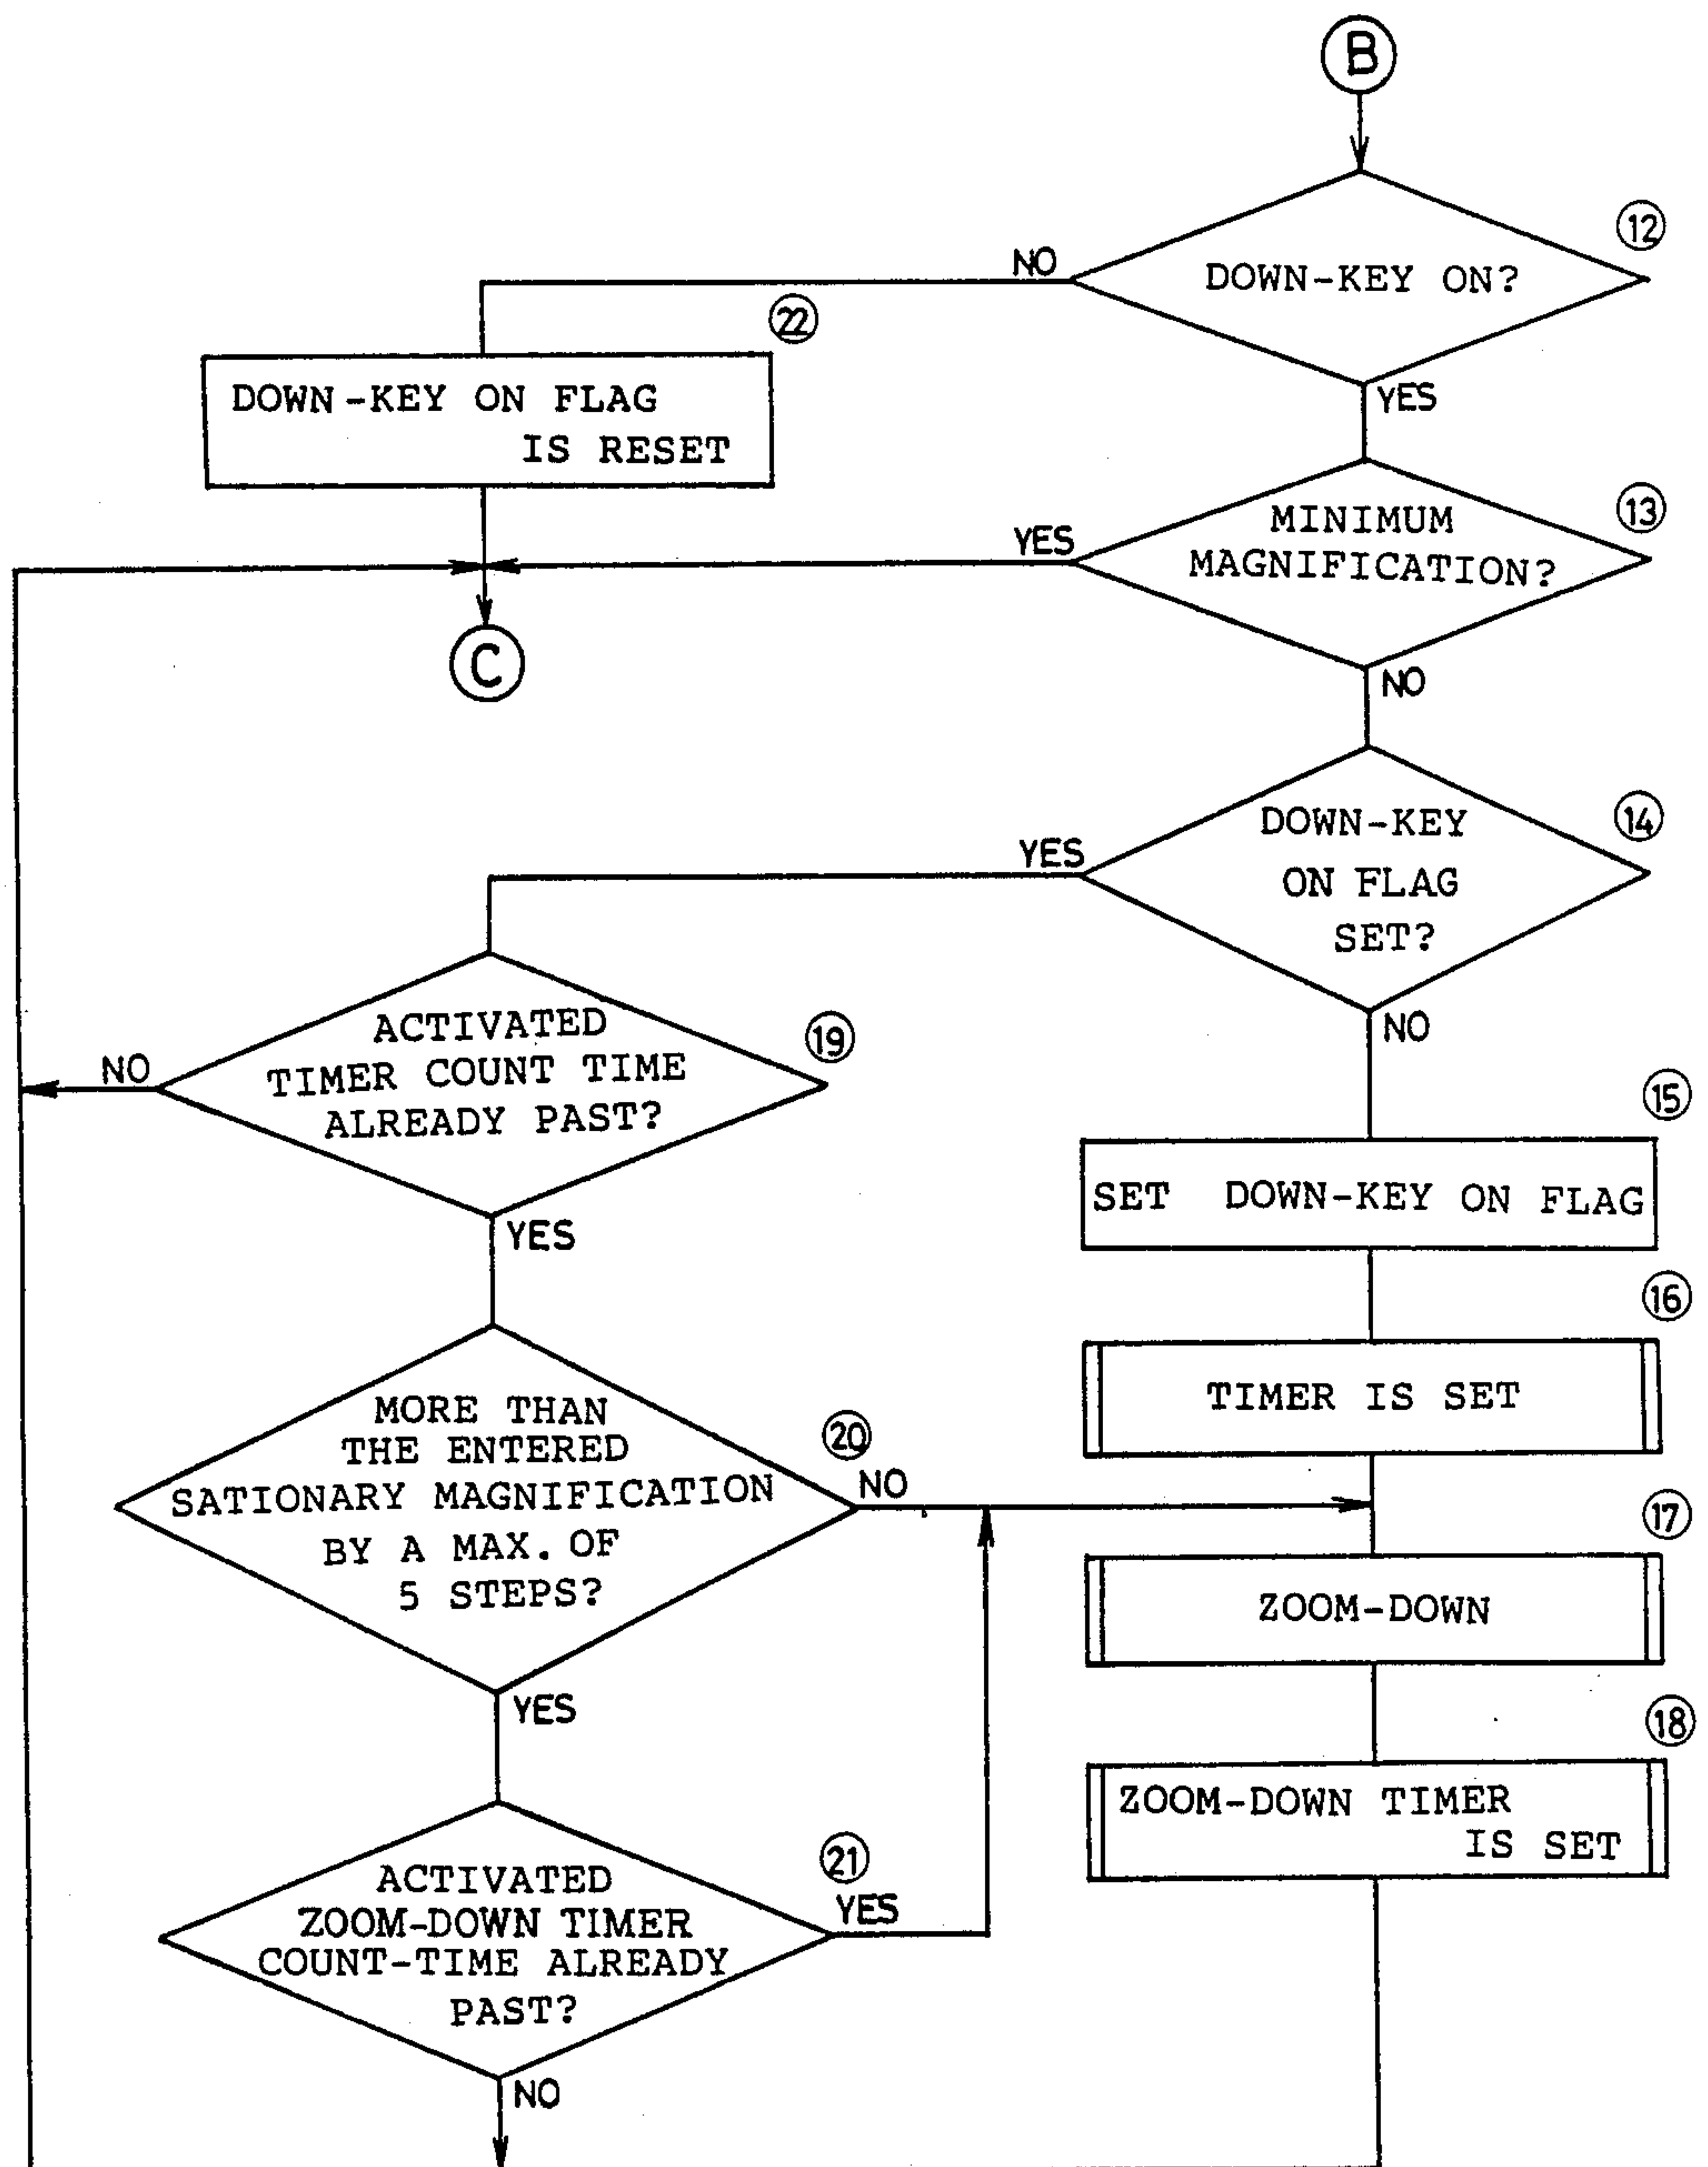 B
12
NO
DOWN-KEY ON?
22
YES
DOWN-KEY ON FLAG
IS RESET
13
MINIMUM
YES
MAGNIFICATION?
C
NO
14
DOWN-KEY
YES
ON FLAG
SET?
ACTIVATED
19
NO
NO
TIMER COUNT TIME
ALREADY PAST?
15
SET DOWN-KEY ON FLAG
YES
16
TIMER IS SET
MORE THAN
20
THE ENTERED
NO
SATIONARY MAGNIFICATION
17
BY A MAX. OF
5 STEPS?
ZOOM-DOWN
YES
18
ZOOM-DOWN TIMER
IS SET
21
ACTIVATED
YES
ZOOM-DOWN TIMER
COUNT-TIME ALREADY
PAST?
NO